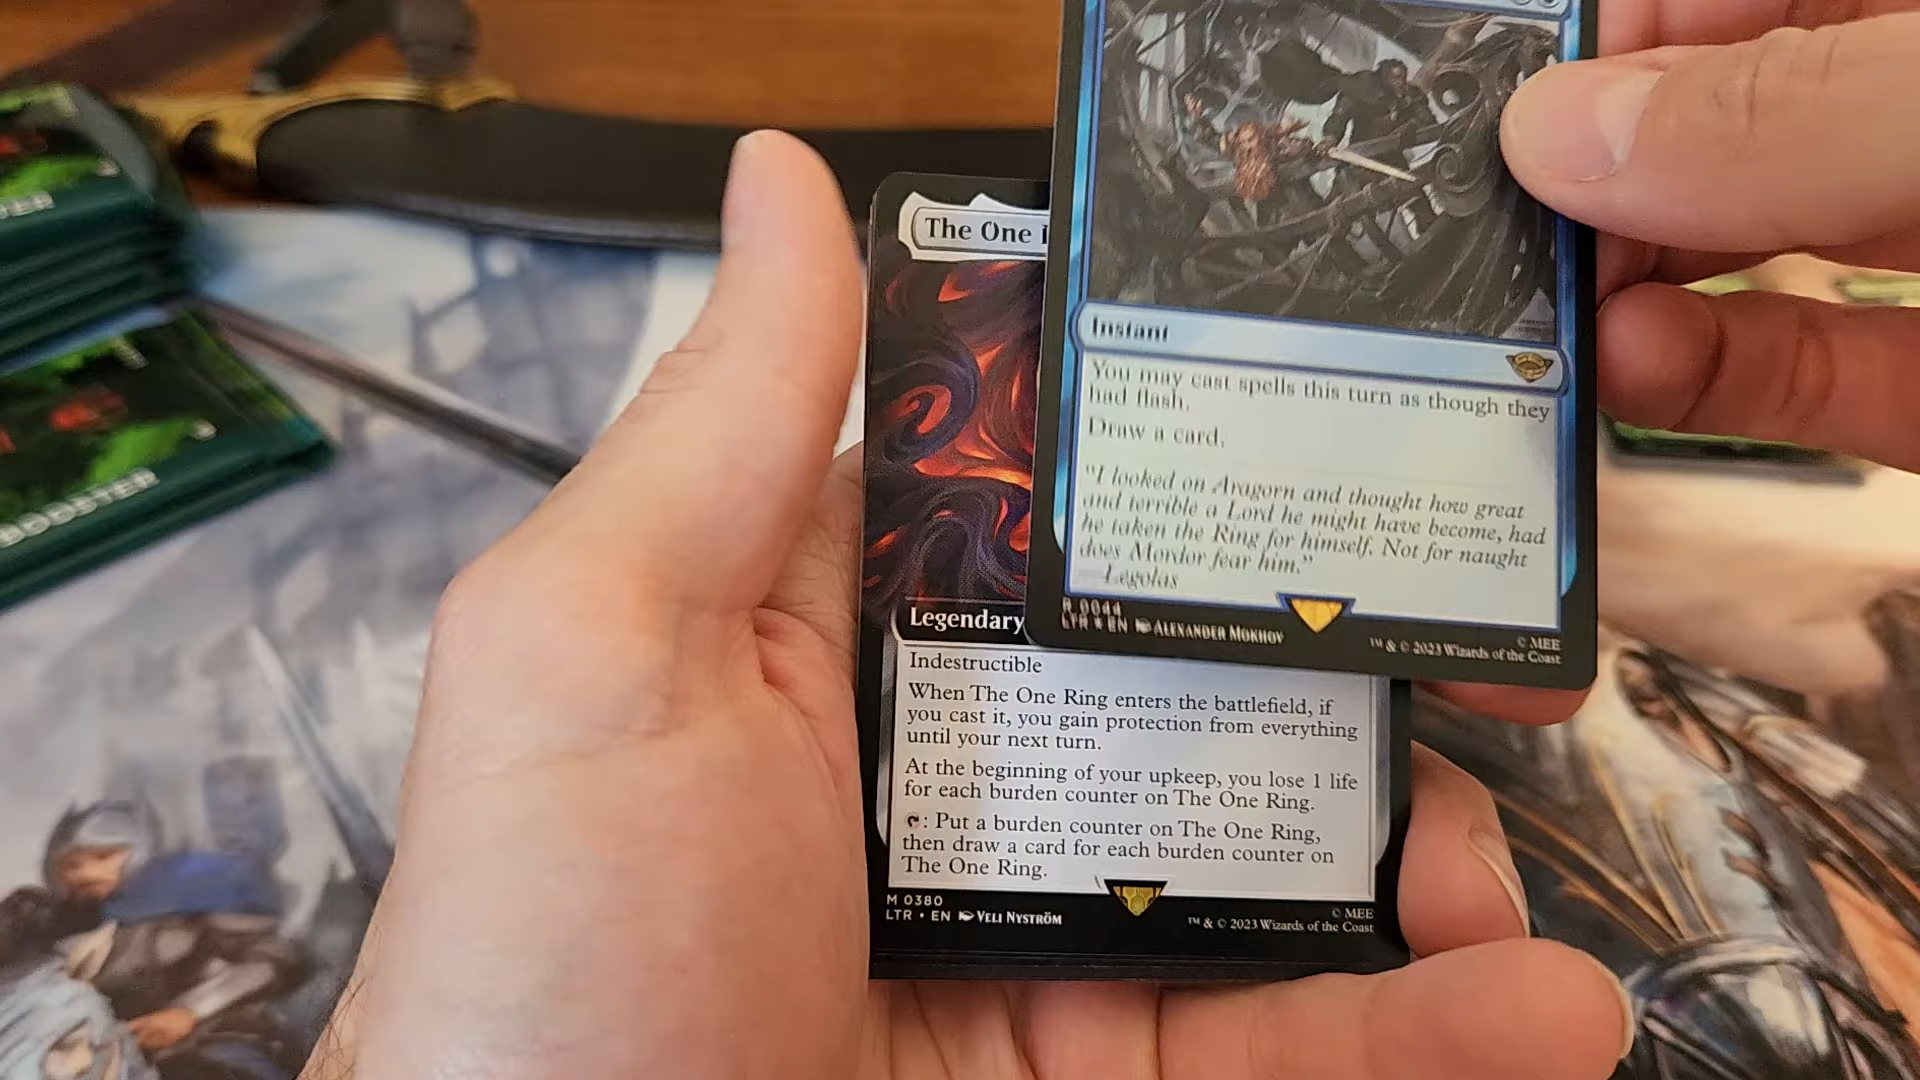 Instant
You may cast spells this turn as though they
had flash.
Draw a card.
"I looked on Aragorn and thought how great
and terrible a Lord he might have become, had
he taken the Ring for himself. Not for naught
does Mordor fear him."
—Legolas
R 0044
LTR ★ EN ALEXANDER MOKHOV
© MEE
™ & © 2023 Wizards of the Coast
The One
Legendary
Indestructible
When The One Ring enters the battlefield, if
you cast it, you gain protection from everything
until your next turn.
At the beginning of your upkeep, you lose 1 life
for each burden counter on The One Ring.
: Put a burden counter on The One Ring,
then draw a card for each burden counter on
The One Ring.
M 0380
LTR • EN VELI NYSTRÖM
© MEE
™ & © 2023 Wizards of the Coast
BOOSTER